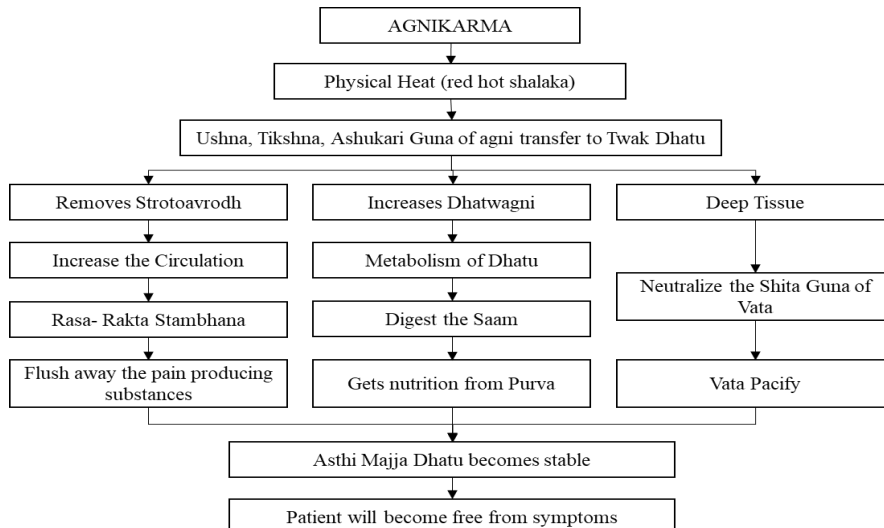 AGNIKARMA
Physical Heat (red hot shalaka)
Ushna, Tikshna, Ashukari Guna of agni transfer to Twak Dhatu
Removes Strotoavrodh
Increase the Circulation
Rasa- Rakta Stambhana
Flush away the pain producing
substances
Increases Dhatwagni
Metabolism of Dhatu
Digest the Saam
Gets nutrition from Purva
Deep Tissue
Neutralize the Shita Guna of
Vata
Vata Pacify
Asthi Majja Dhatu becomes stable
Patient will become free from symptoms